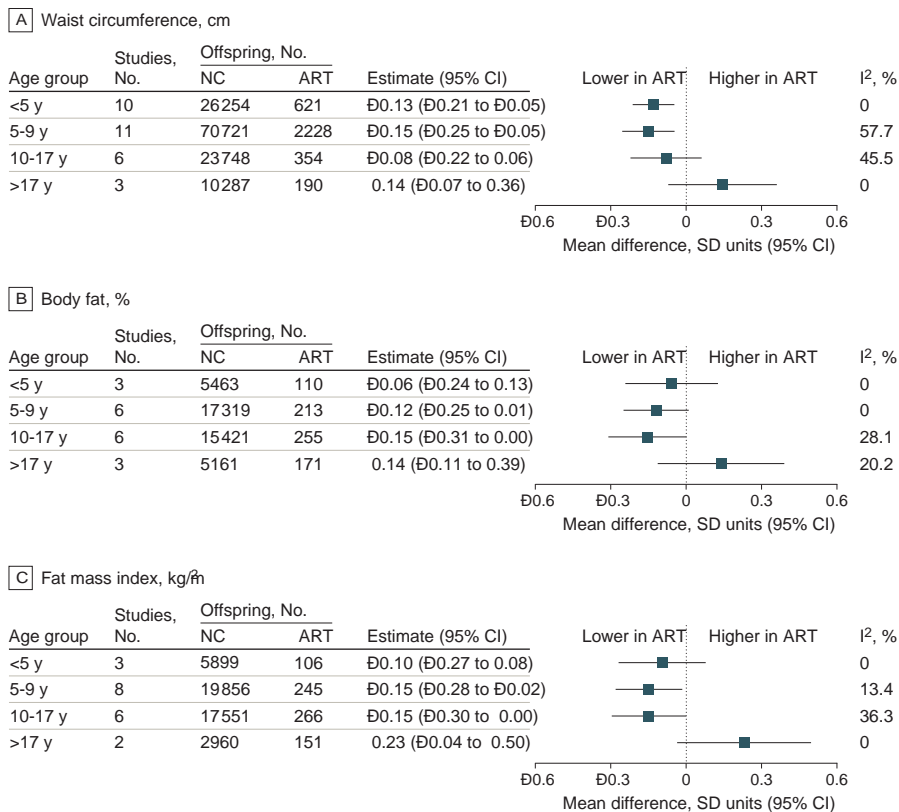 A Waist circumference, cm
Studies, Offspring, No.
Age group No. NC ART Estimate (95% CI) Lower in ART Higher in ART I2, %
<5 y 10 26254 621 Ð0.13 (Ð0.21 to Ð0.05) 0
5-9 y 11 70721 2228 Ð0.15 (Ð0.25 to Ð0.05) 57.7
10-17 y 6 23748 354 Ð0.08 (Ð0.22 to 0.06) 45.5
>17 y 3 10287 190 0.14 (Ð0.07 to 0.36) 0
Ð0.6 Ð0.3 0 0.3 0.6
Mean difference, SD units (95% CI)
B Body fat, %
Studies, Offspring, No.
Age group No. NC ART Estimate (95% CI) Lower in ART Higher in ART I2, %
<5 y 3 5463 110 Ð0.06 (Ð0.24 to 0.13) 0
5-9 y 6 17319 213 Ð0.12 (Ð0.25 to 0.01) 0
10-17 y 6 15421 255 Ð0.15 (Ð0.31 to 0.00) 28.1
>17 y 3 5161 171 0.14 (Ð0.11 to 0.39) 20.2
Ð0.6 Ð0.3 0 0.3 0.6
Mean difference, SD units (95% CI)
C Fat mass index, kg/m2
Studies, Offspring, No.
Age group No. NC ART Estimate (95% CI) Lower in ART Higher in ART I2, %
<5 y 3 5899 106 Ð0.10 (Ð0.27 to 0.08) 0
5-9 y 8 19856 245 Ð0.15 (Ð0.28 to Ð0.02) 13.4
10-17 y 6 17551 266 Ð0.15 (Ð0.30 to 0.00) 36.3
>17 y 2 2960 151 0.23 (Ð0.04 to 0.50) 0
Ð0.6 Ð0.3 0 0.3 0.6
Mean difference, SD units (95% CI)